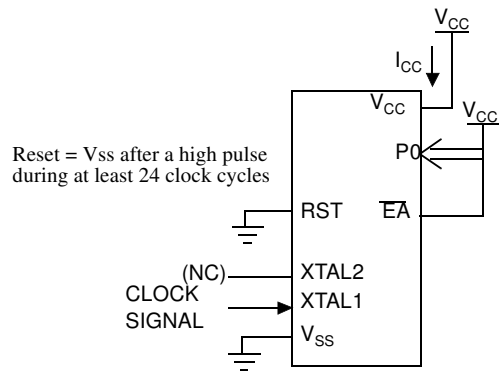 VCC
ICC
VCC
VCC
P0
Reset = Vss after a high pulse
during at least 24 clock cycles
RST
EA
(NC)
XTAL2
CLOCK
SIGNAL
XTAL1
VSS